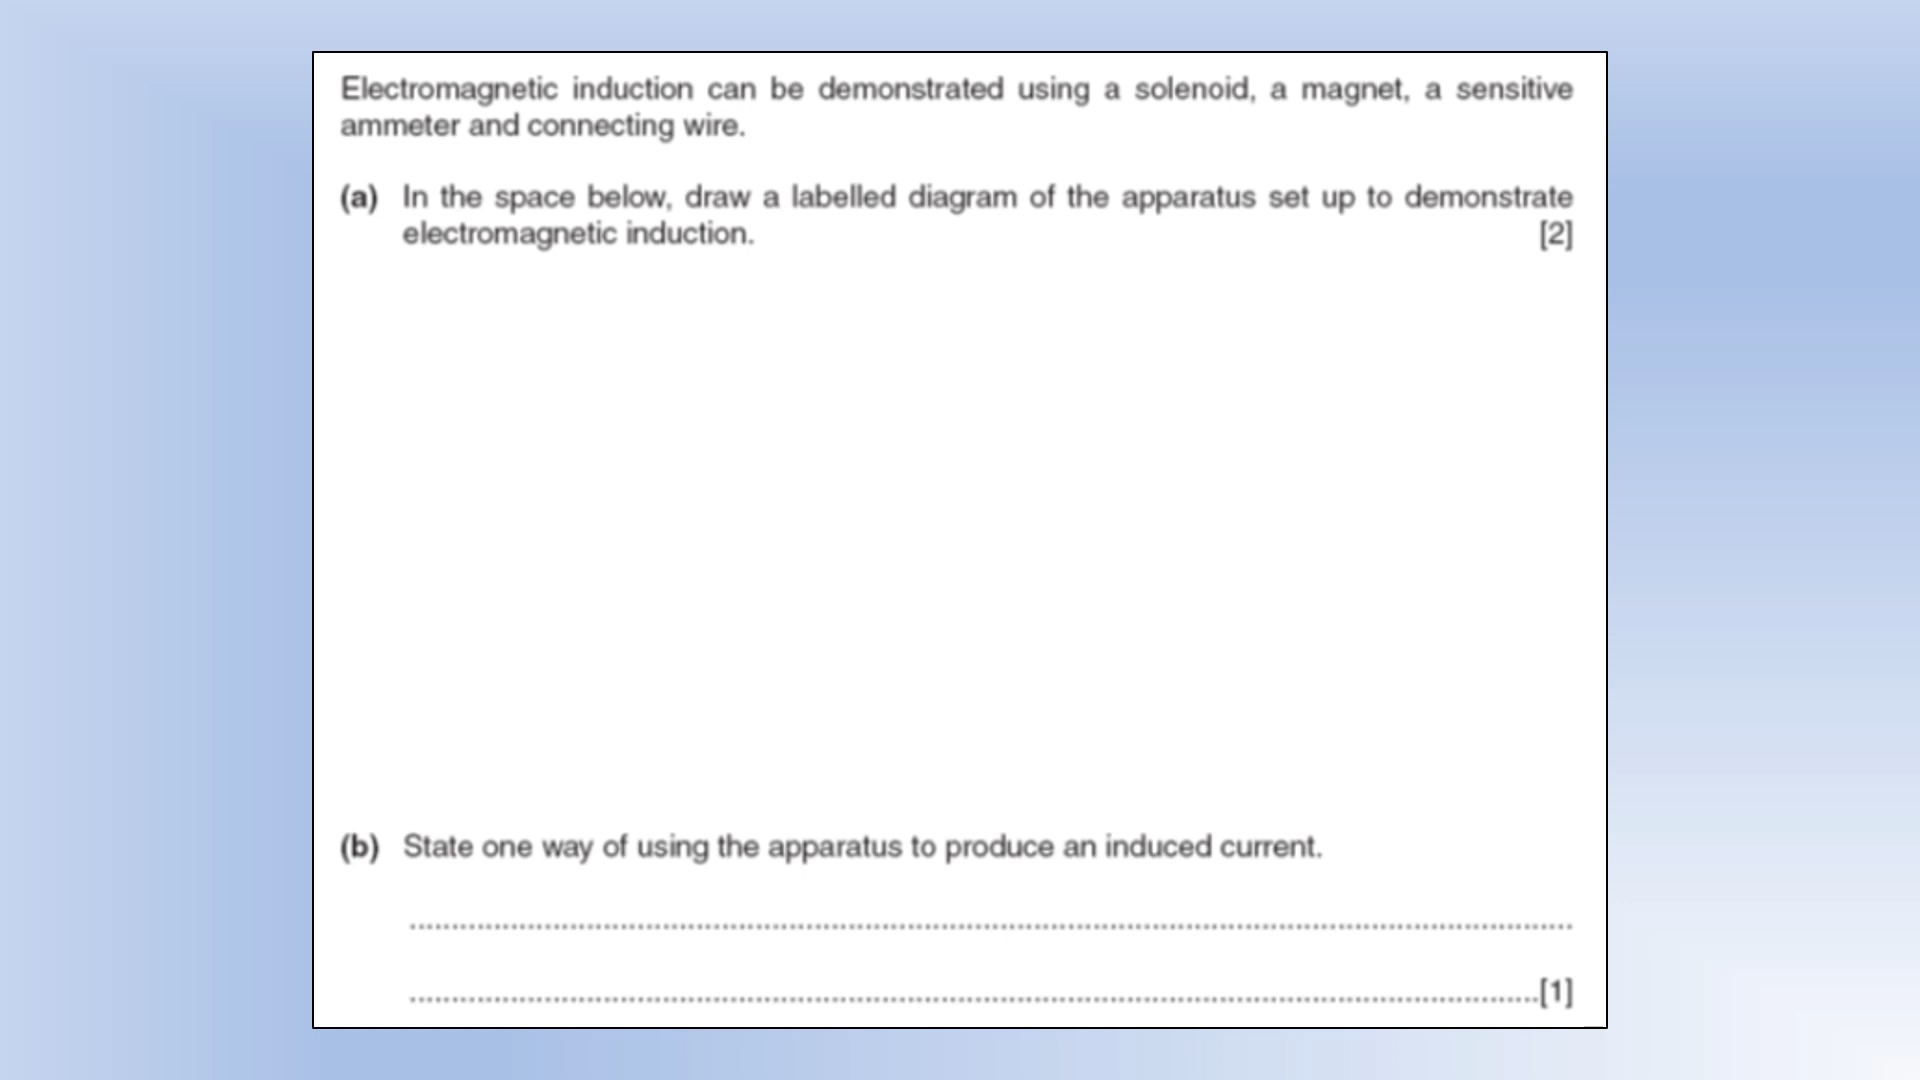 Electromagnetic induction can be demonstrated using a solenoid, a magnet, a sensitive
ammeter and connecting wire.
(a) In the space below, draw a labelled diagram of the apparatus set up to demonstrate
electromagnetic induction. [2]
(b) State one way of using the apparatus to produce an induced current.
..........................................................................................................................................
......................................................................................................................................[1]